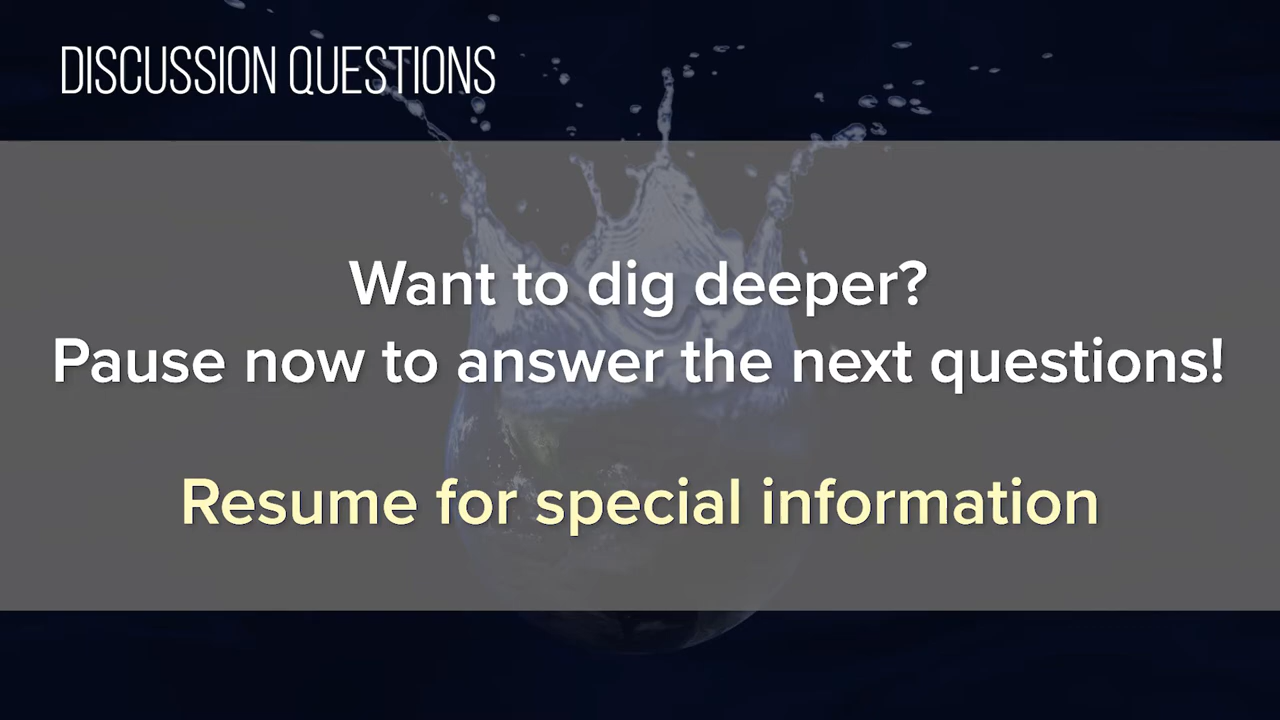 DISCUSSION QUESTIONS
Want to dig deeper?
Pause now to answer the next questions!
Resume for special information